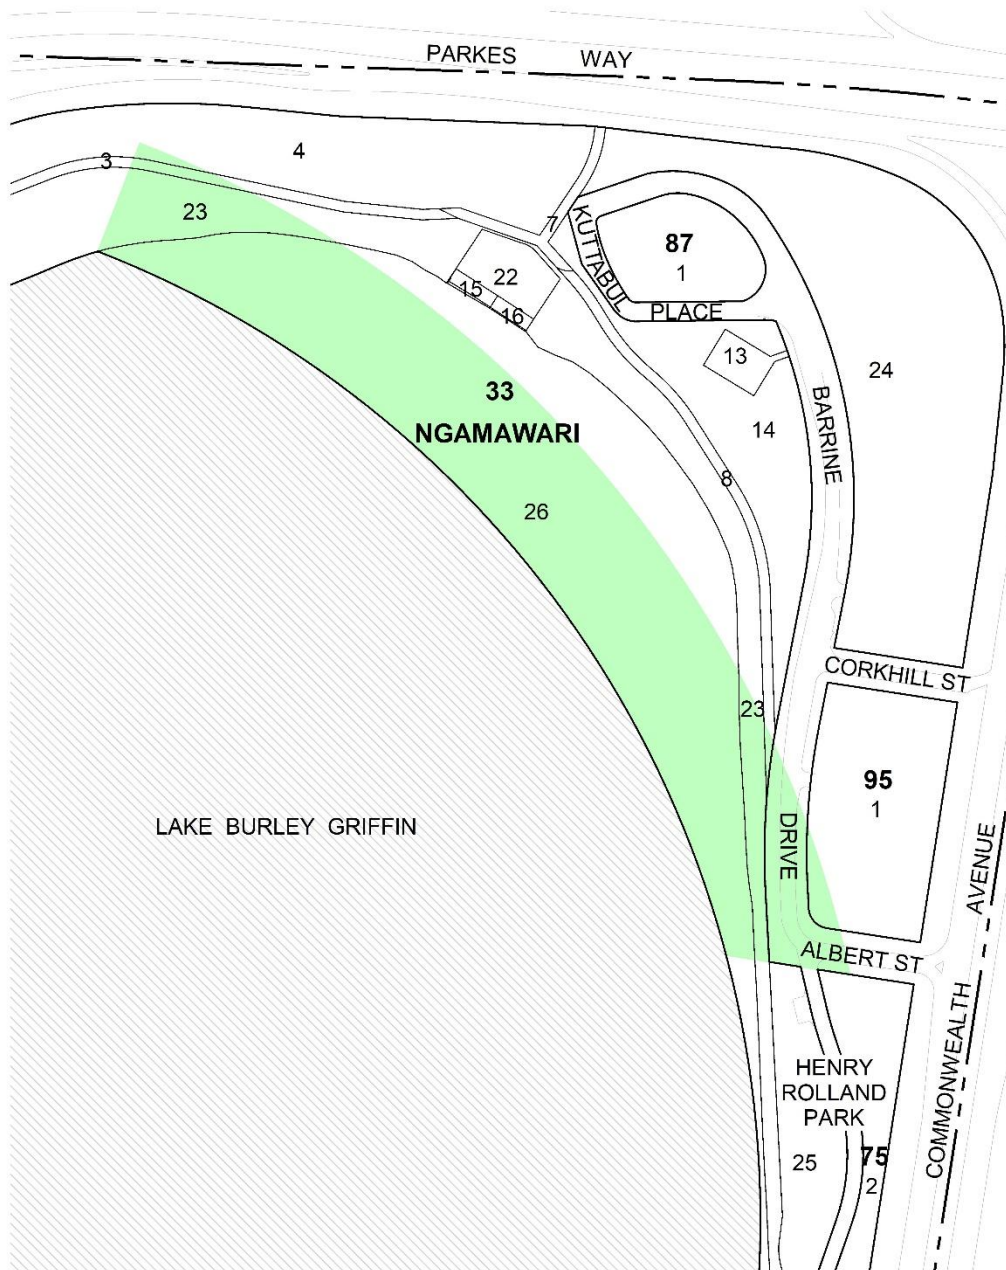 PARKES WAY
4
3
23
7
KUTTABUL
PLACE
87
1
22
15
16
13
24
33
NGAMAWARI
14
BARRINE
8
26
CORKHILL ST
23
95
1
LAKE BURLEY GRIFFIN
DRIVE
AVENUE
ALBERT ST
COMMONWEALTH
HENRY
ROLLAND
PARK
75
25
2